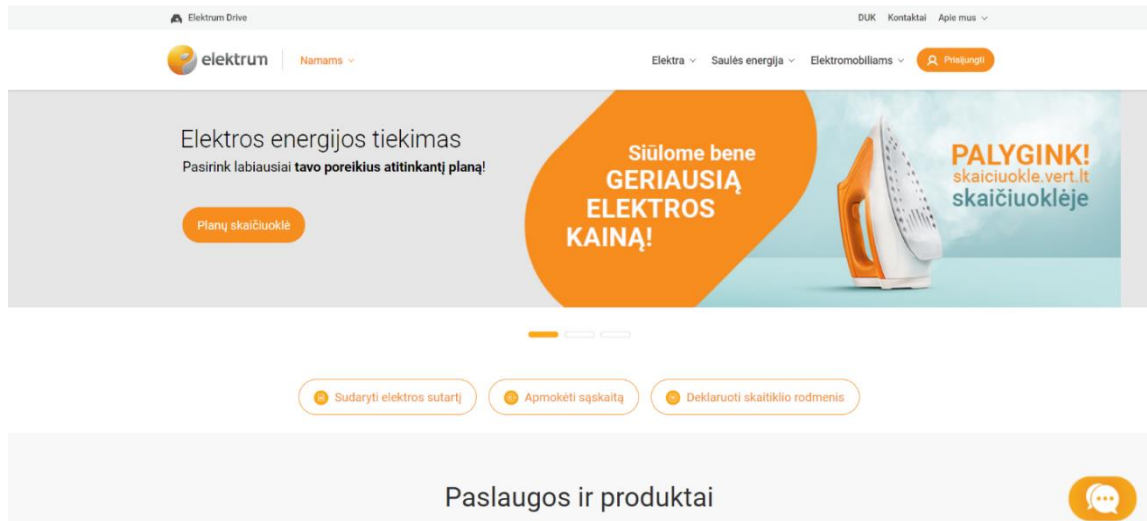 Elektrum Drive
DUK Kontaktai Apie mus
elektrum
Namams
Elektra Saulės energija Elektromobiliams Prisijungti
Elektros energijos tiekimas
Pasirink labiausiai tavo poreikius atitinkantį planą!
Planų skaičiuoklė
Siūlome bene
GERIAUSIĄ
ELEKTROS
KAINĄ!
PALYGINK!
skaiciuokle.vert.lt
skaičiuoklėje
Sudaryti elektros sutartį Apmokėti sąskaitą Deklaruoti skaitiklio rodmenis
Paslaugos ir produktai